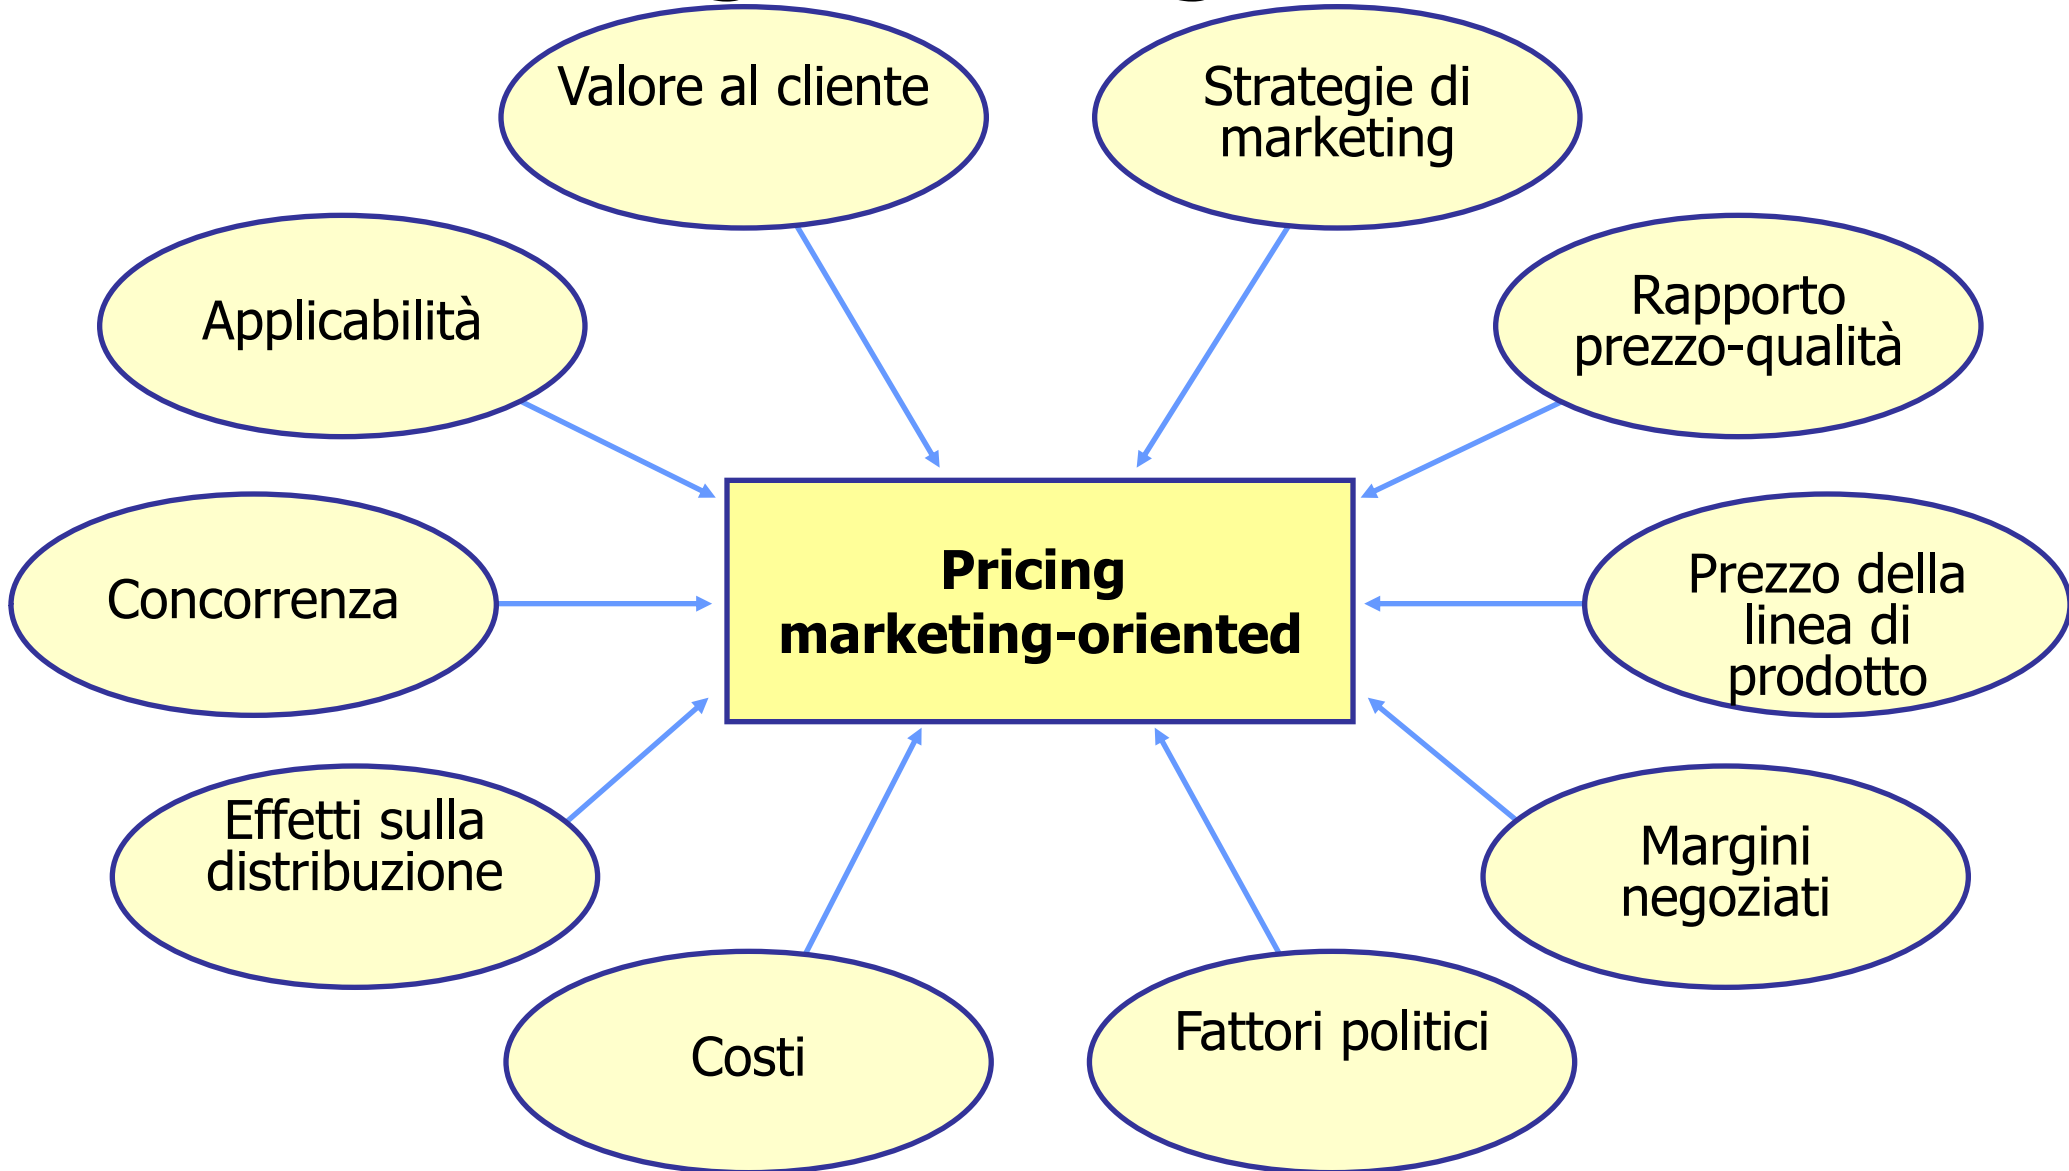 Valore al cliente
Strategie di
marketing
Applicabilità
Rapporto
prezzo-qualità
Concorrenza
Pricing
marketing-oriented
Prezzo della
linea di
prodotto
Effetti sulla
distribuzione
Margini
negoziati
Costi
Fattori politici